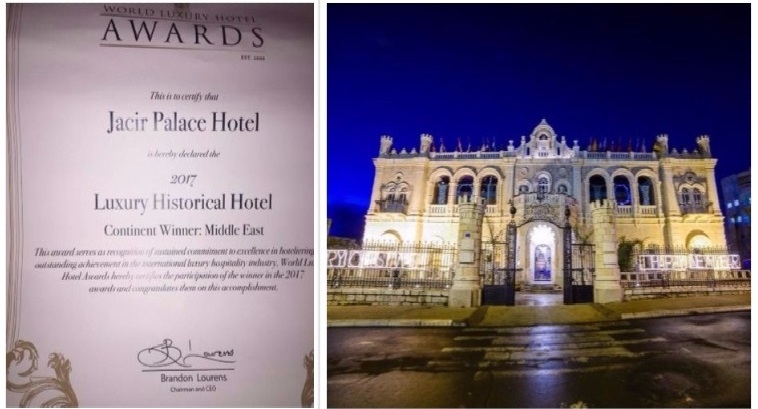 WORLD LUXURY HOTEL
AWARDS
This is to certify that
Jacir Palace Hotel
is hereby declared the
2017
Luxury Historical Hotel
Continent Winner: Middle East
This award serves as recognition of sustained commitment to excellence in hoteliering
outstanding achievement in the international luxury hospitality industry. World
Hotel Awards hereby certifies the participation of the winner in the 2017
awards and congratulates them on this accomplishment.
Brandon Lourens
Chairman and CEO